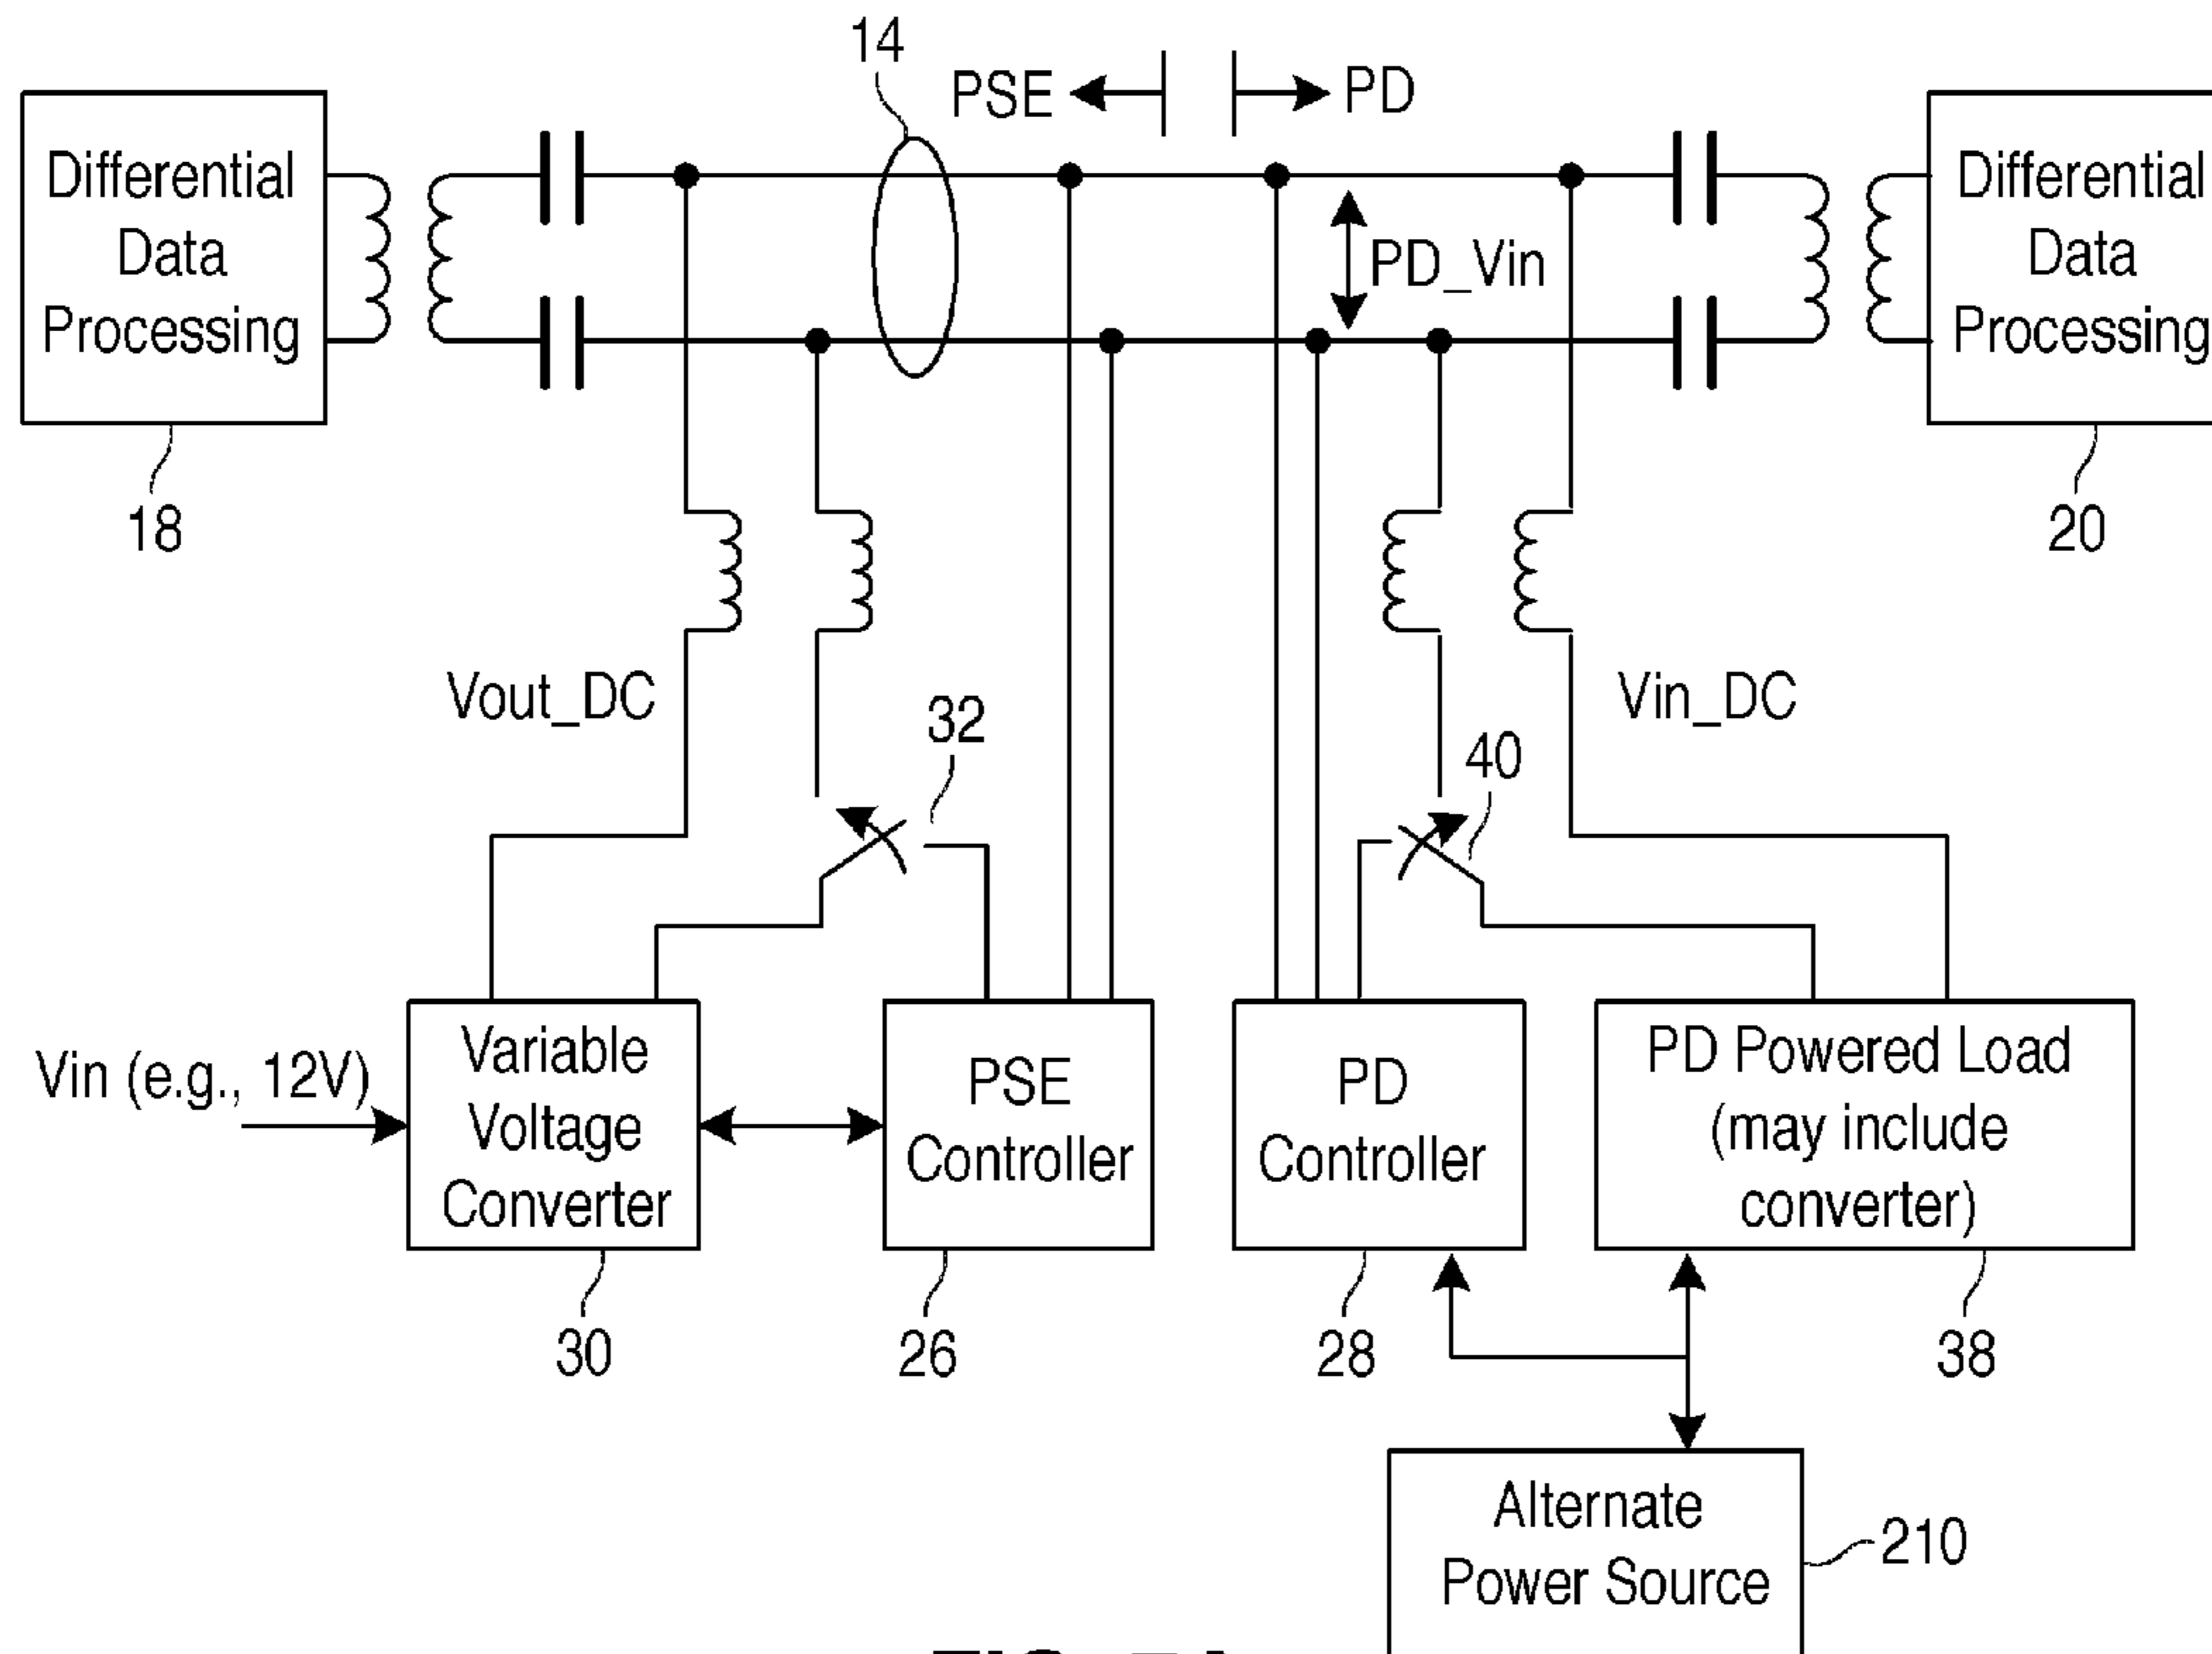 14
PSE
PD
Differential
Data
Processing
18
PD_Vin
Differential
Data
Processing
20
Vout_DC
32
Vin_DC
40
Vin (e.g., 12V)
Variable
Voltage
Converter
30
PSE
Controller
26
PD
Controller
28
PD Powered Load
(may include
converter)
38
Alternate
Power Source
210